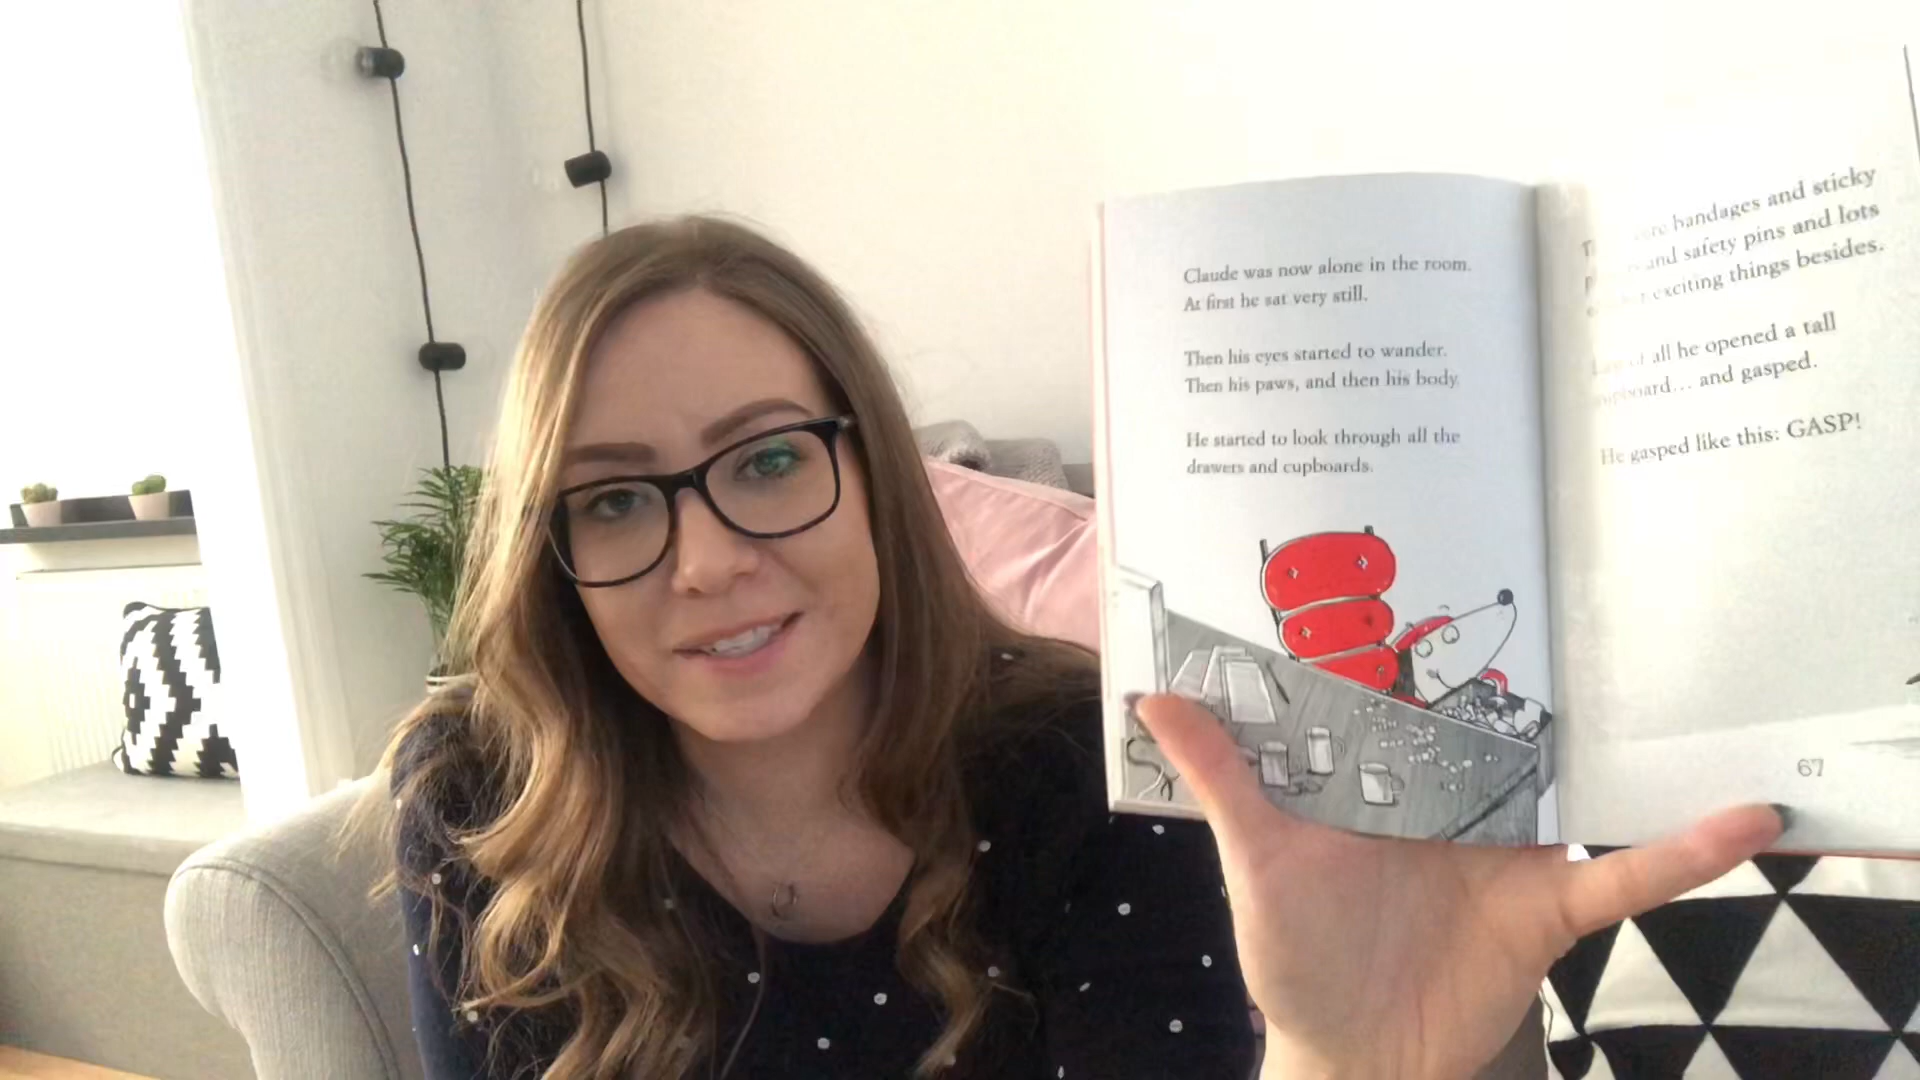 Claude was now alone in the room.
At first he sat very still.
Then his eyes started to wander.
Then his paws, and then his body.
He started to look through all the
drawers and cupboards.
bandages and sticky
and safety pins and lots
exciting things besides.
all he opened a tall
and gasped.
He gasped like this: GASP!
67